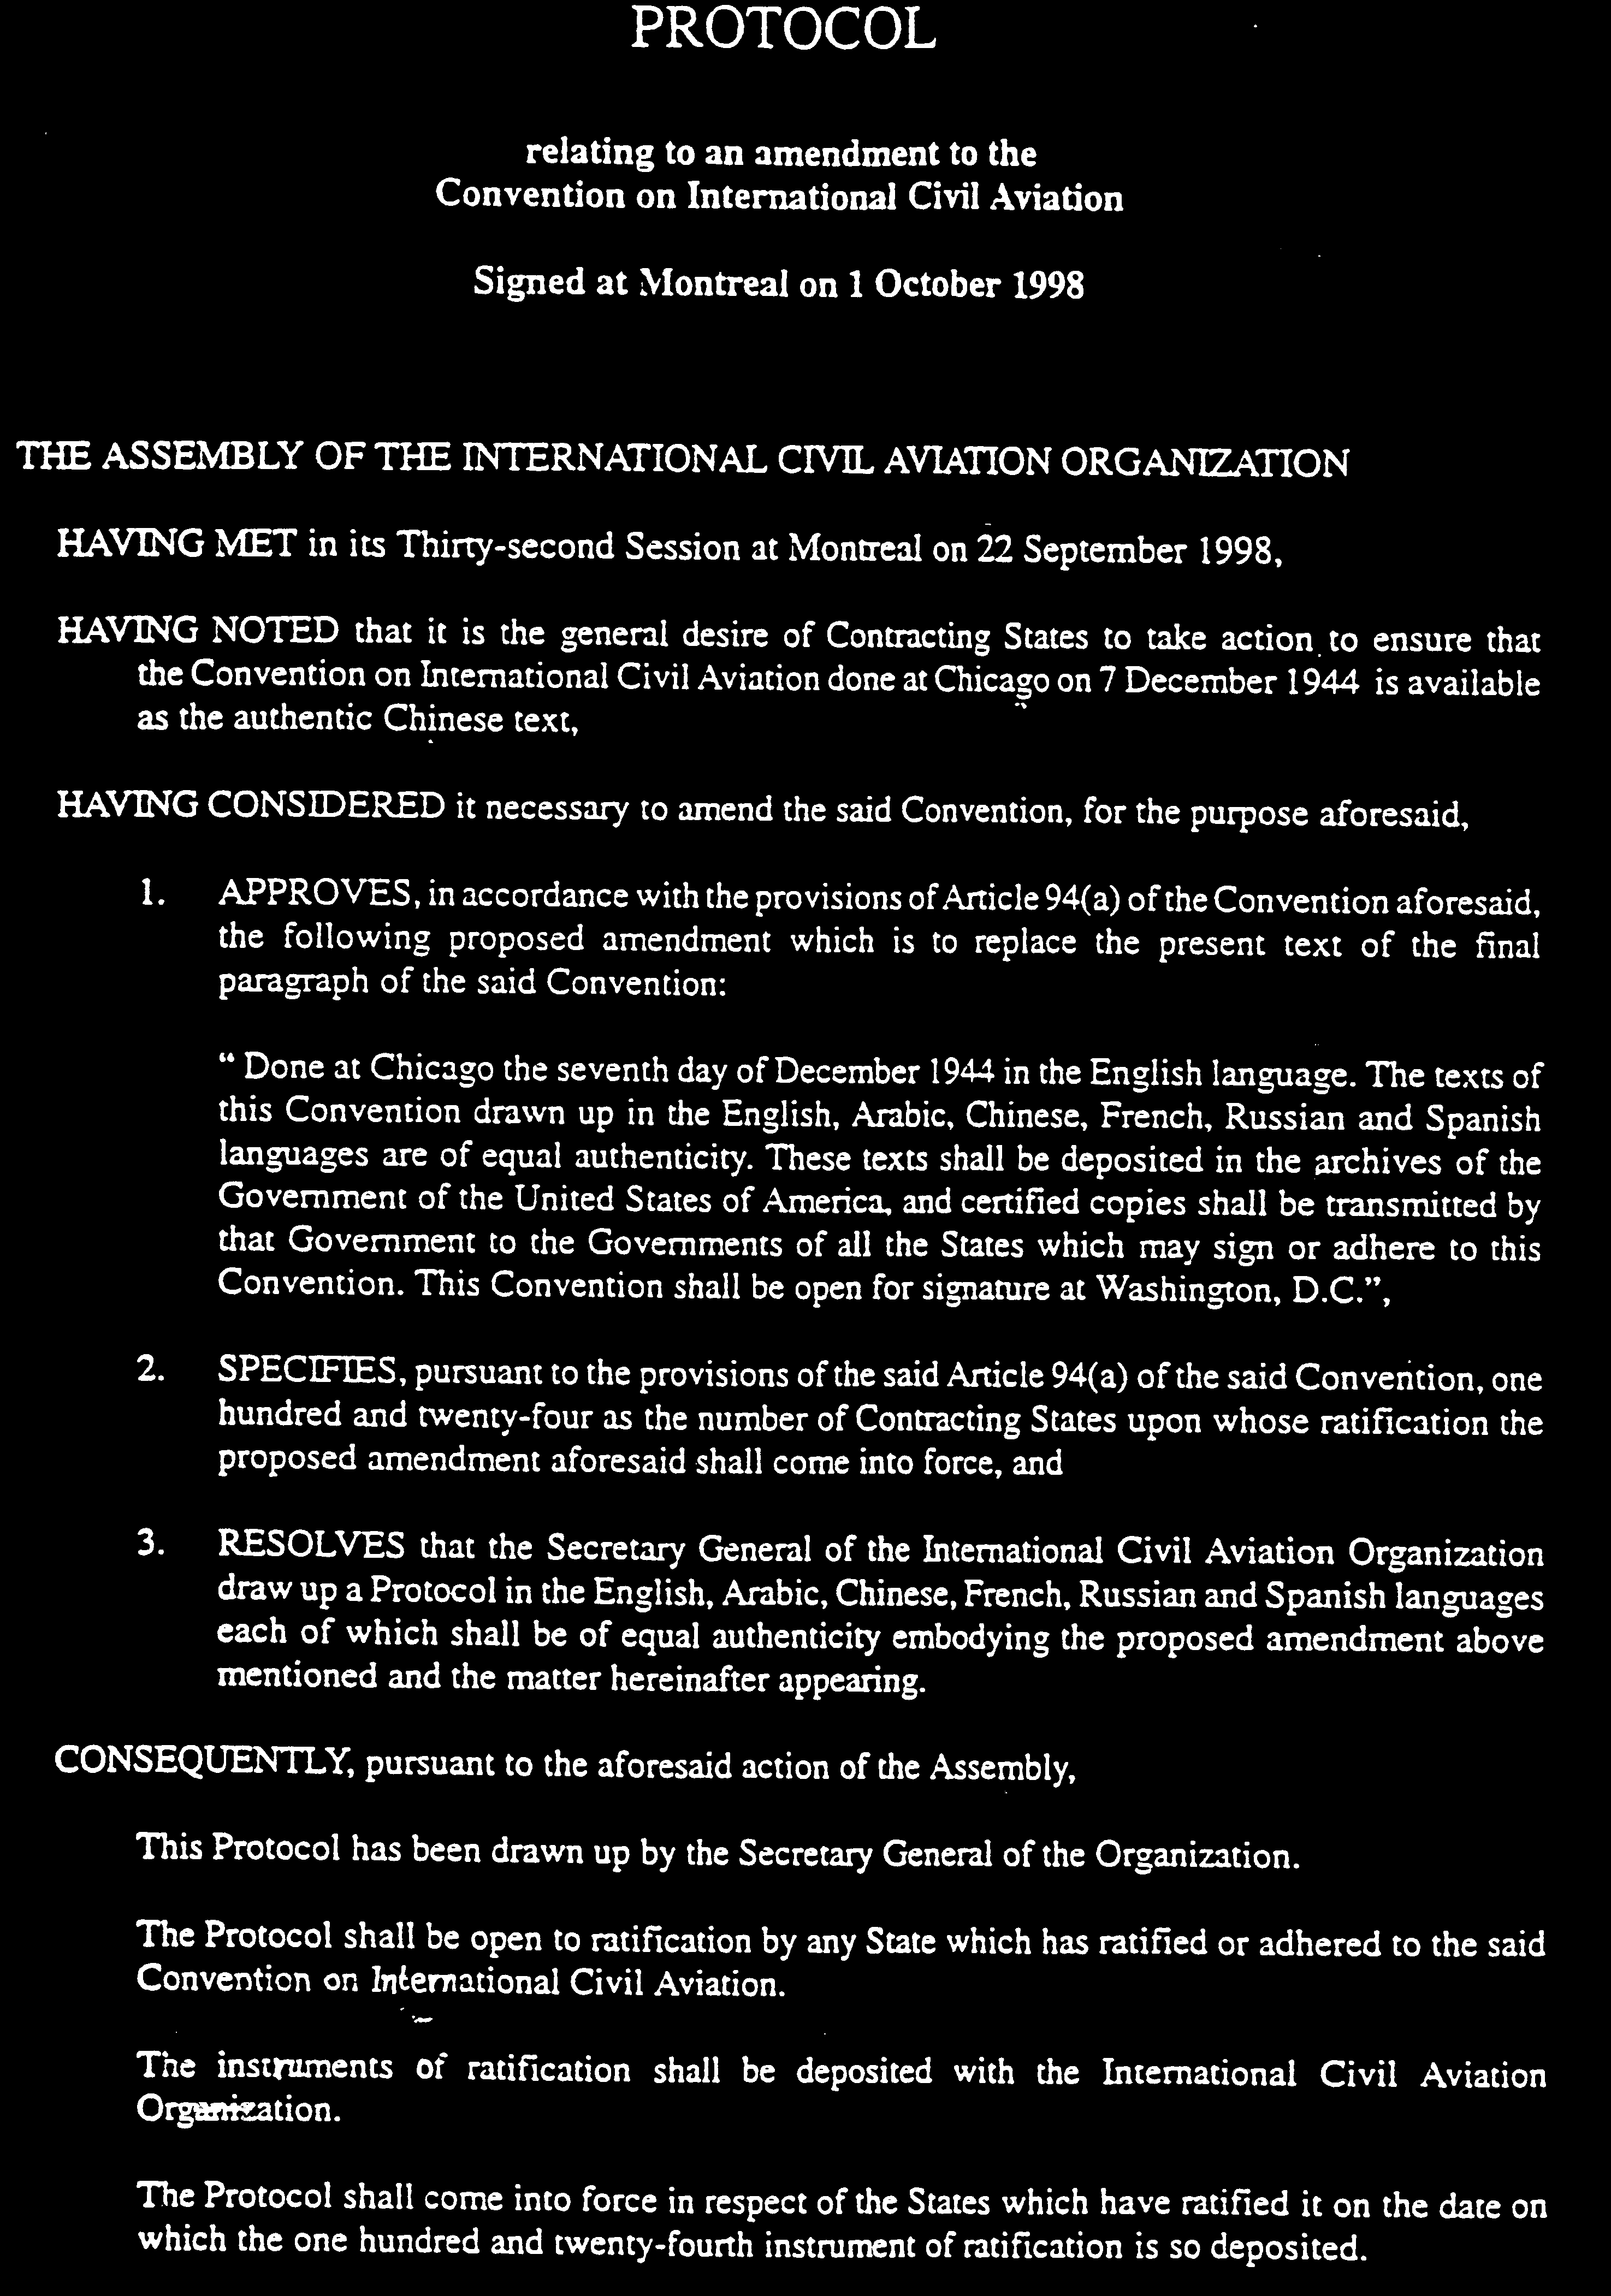 PROTOCOL
relating to an amendment to the
Convention on International Civil Aviation
Signed at Montreal on 1 October 1998
THE ASSEMBLY OF THE INTERNATIONAL CIVIL AVIATION ORGANIZATION
HAVING MET in its Thirty-second Session at Montreal on 22 September 1998,
HAVING NOTED that it is the general desire of Contracting States to take action to ensure that
the Convention on International Civil Aviation done at Chicago on 7 December 1944 is available
as the authentic Chinese text,
HAVING CONSIDERED it necessary to amend the said Convention, for the purpose aforesaid,
1. APPROVES, in accordance with the provisions of Article 94(a) of the Convention aforesaid,
the following proposed amendment which is to replace the present text of the final
paragraph of the said Convention:
“ Done at Chicago the seventh day of December 1944 in the English language. The texts of
this Convention drawn up in the English, Arabic, Chinese, French, Russian and Spanish
languages are of equal authenticity. These texts shall be deposited in the archives of the
Government of the United States of America, and certified copies shall be transmitted by
that Government to the Governments of all the States which may sign or adhere to this
Convention. This Convention shall be open for signature at Washington, D.C.”,
2. SPECIFIES, pursuant to the provisions of the said Article 94(a) of the said Convention, one
hundred and twenty-four as the number of Contracting States upon whose ratification the
proposed amendment aforesaid shall come into force, and
3. RESOLVES that the Secretary General of the International Civil Aviation Organization
draw up a Protocol in the English, Arabic, Chinese, French, Russian and Spanish languages
each of which shall be of equal authenticity embodying the proposed amendment above
mentioned and the matter hereinafter appearing.
CONSEQUENTLY, pursuant to the aforesaid action of the Assembly,
This Protocol has been drawn up by the Secretary General of the Organization.
The Protocol shall be open to ratification by any State which has ratified or adhered to the said
Convention on International Civil Aviation.
The instruments of ratification shall be deposited with the International Civil Aviation
Organization.
The Protocol shall come into force in respect of the States which have ratified it on the date on
which the one hundred and twenty-fourth instrument of ratification is so deposited.